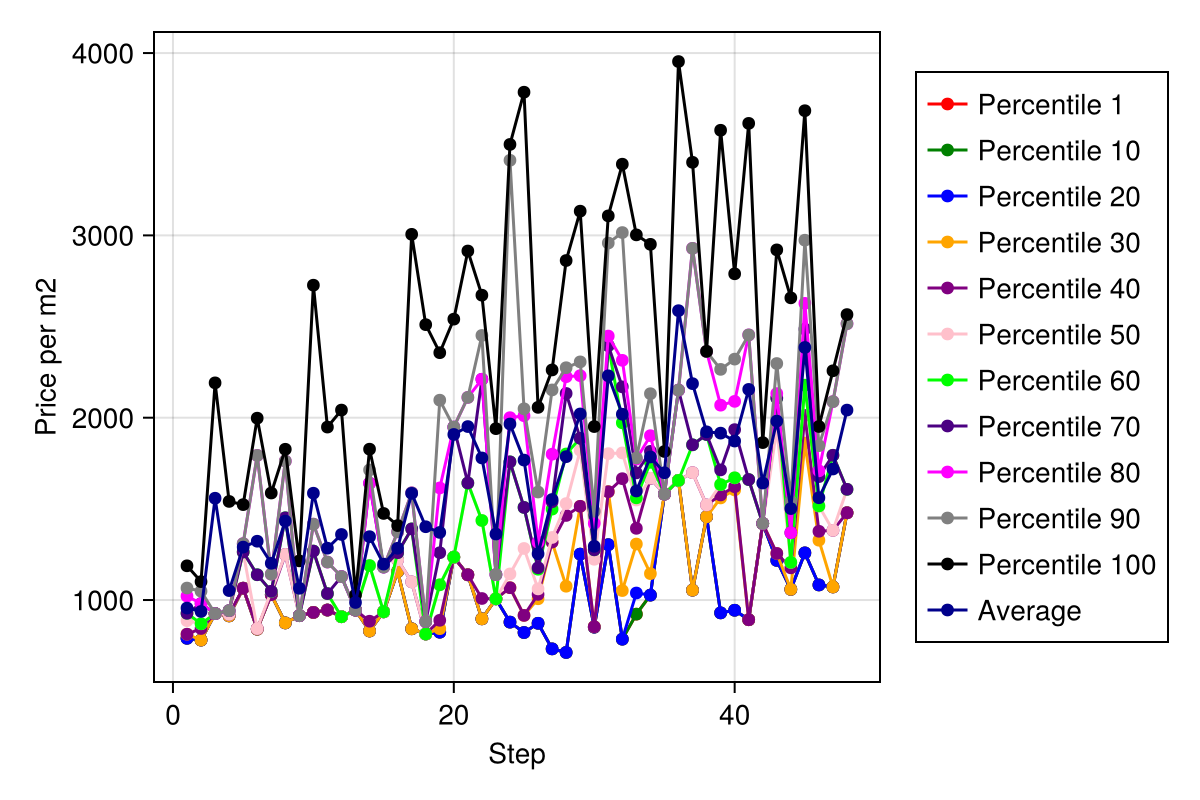 4000
3000
2000
1000
Price per m2
0
20
40
Step
Percentile 1
Percentile 10
Percentile 20
Percentile 30
Percentile 40
Percentile 50
Percentile 60
Percentile 70
Percentile 80
Percentile 90
Percentile 100
Average